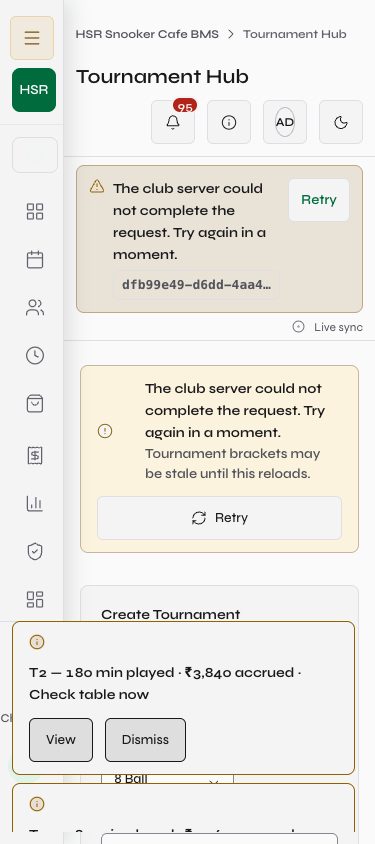 HSR Snooker Cafe BMS > Tournament Hub
HSR
Tournament Hub
95
AD
The club server could
not complete the
request. Try again in a
moment.
Retry
dfb99e49-d6dd-4aa4…
Live sync
The club server could not
complete the request. Try
again in a moment.
Tournament brackets may
be stale until this reloads.
Retry
Create Tournament
T2 — 180 min played · ₹3,840 accrued ·
Check table now
View
Dismiss
8 Ball